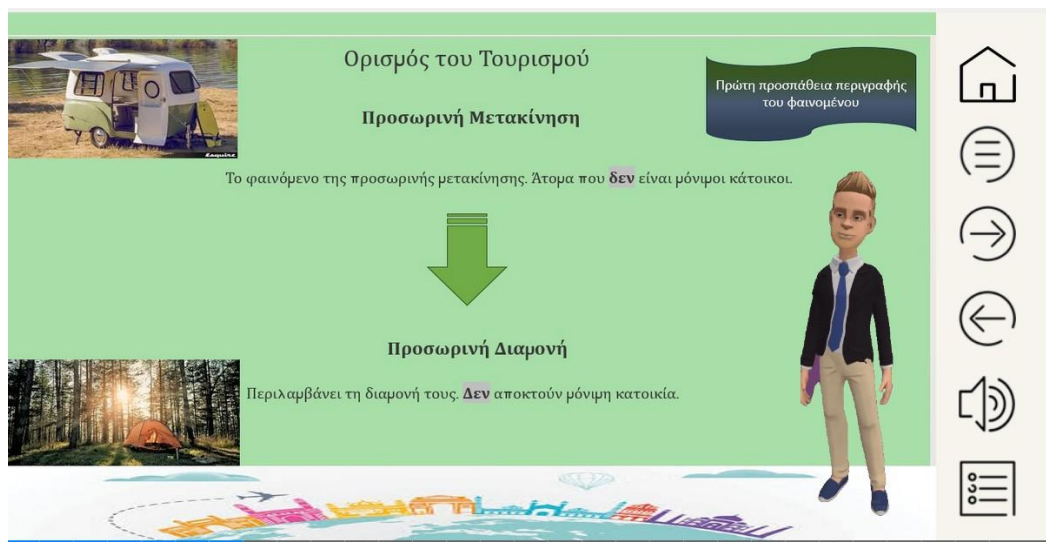 Ορισμός του Τουρισμού
Πρώτη προσπάθεια περιγραφής
του φαινομένου
Προσωρινή Μετακίνηση
Esquire
Το φαινόμενο της προσωρινής μετακίνησης. Άτομα που δεν είναι μόνιμοι κάτοικοι.
Προσωρινή Διαμονή
Περιλαμβάνει τη διαμονή τους. Δεν αποκτούν μόνιμη κατοικία.